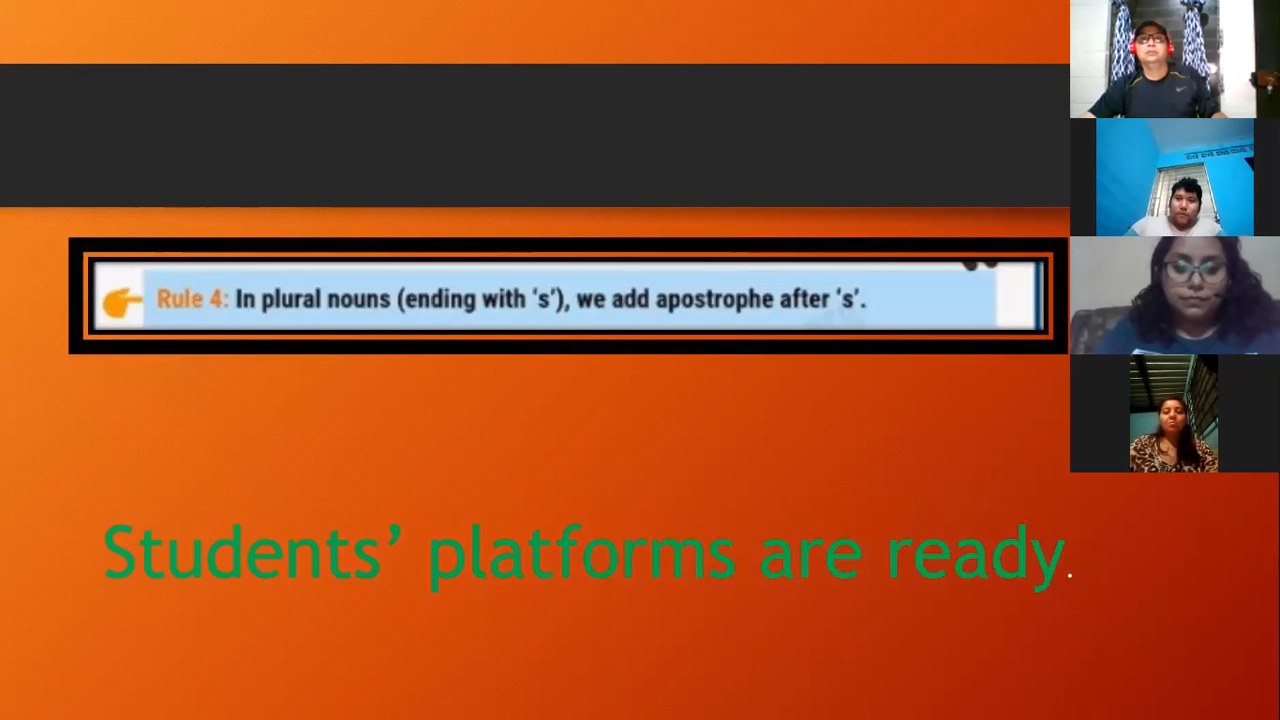 Rule 4: In plural nouns (ending with ‘s’), we add apostrophe after ‘s’.
Students’ platforms are ready.